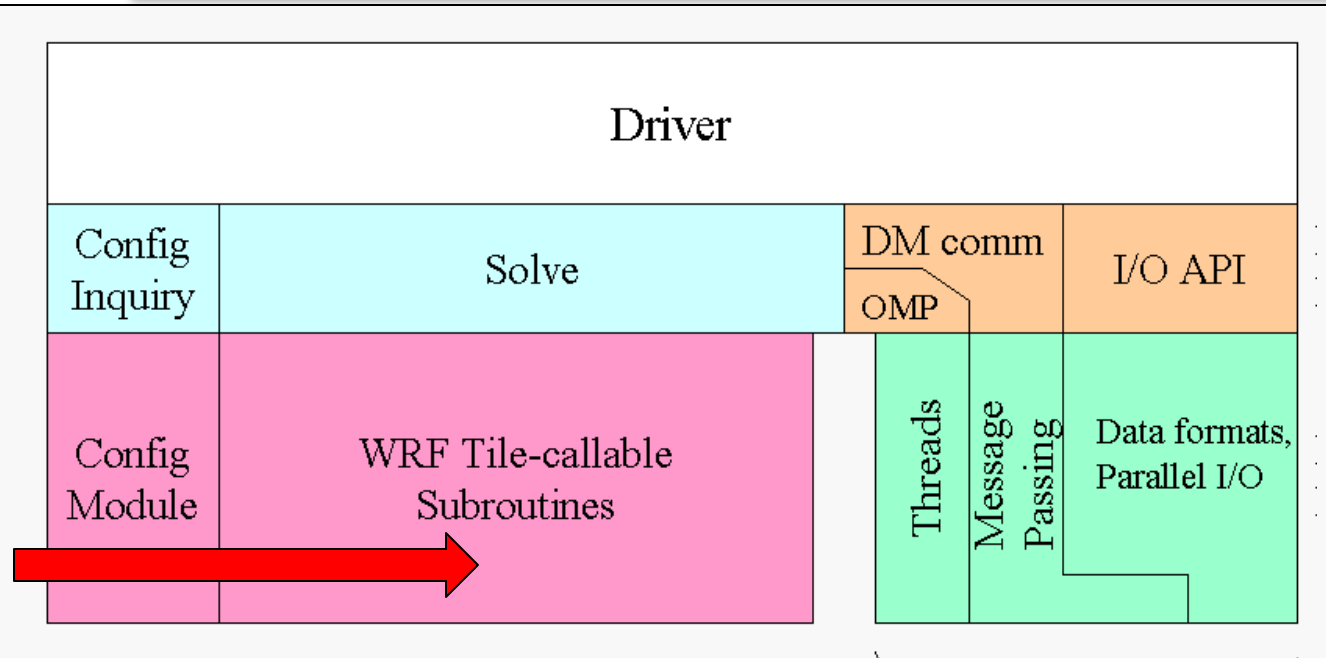 Driver
Config
Inquiry
Solve
DM comm
OMP
I/O API
Config
Module
WRF Tile-callable
Subroutines
Threads
Message
Passing
Data formats,
Parallel I/O